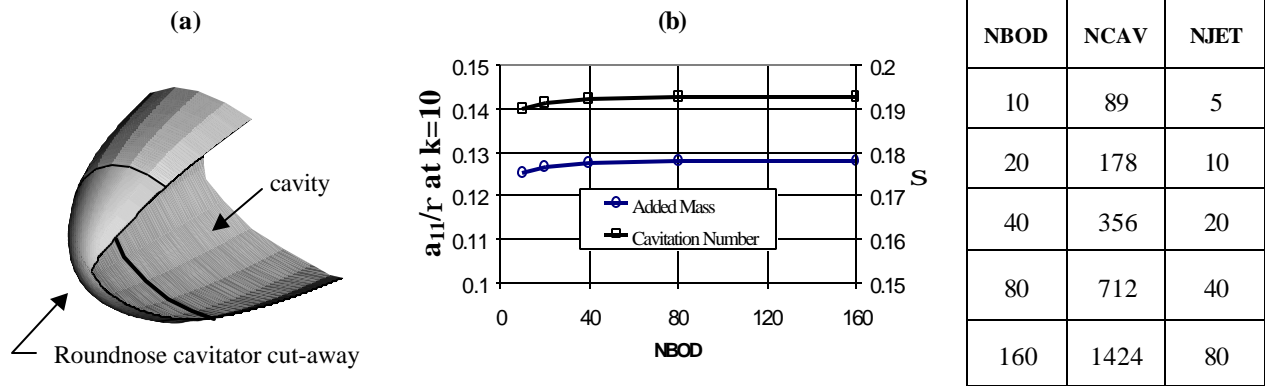 (a)
cavity
Roundnose cavitator cut-away
(b)
a11/r at k=10
0.15
0.14
0.13
0.12
0.11
0.1
0.2
0.19
0.18
0.17
0.16
0.15
s
Added Mass
Cavitation Number
0 40 80 120 160
NBOD
NBOD NCAV NJET
10 89 5
20 178 10
40 356 20
80 712 40
160 1424 80